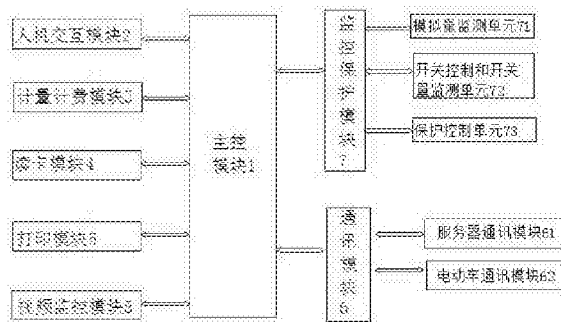 人机交互模块2
计量计费模块3
读卡模块4
打印模块5
视频监控模块8
主控
模块1
监控保护模块7
通讯模块6
模拟量监测单元71
开关控制和开关
量监测单元72
保护控制单元73
服务器通讯模块61
电动车通讯模块62